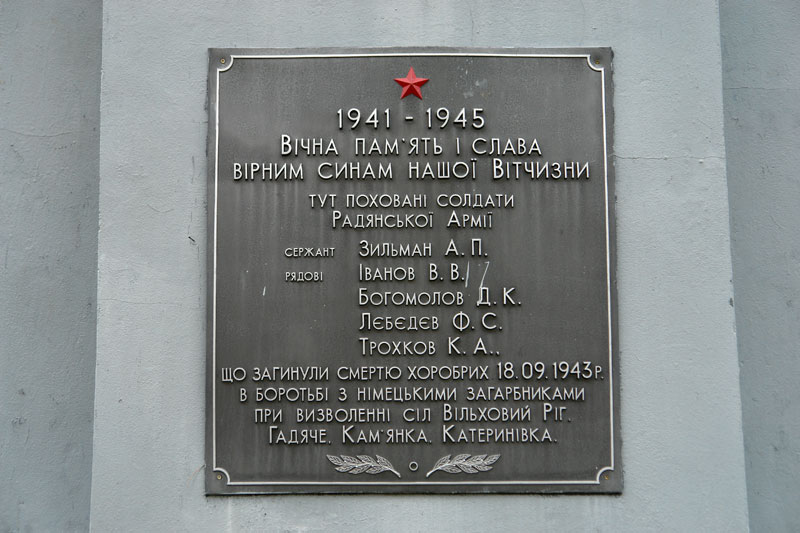 1941 - 1945
Вічна пам'ять і слава
вірним синам нашої Вітчизни
тут поховані солдати
Радянської Армії
сержант Зильман А. П.
рядові Іванов В. В.
Богомолов Д. К.
Лєбєдєв Ф. С.
Трохков К. А.,
що загинули смертю хоробрих 18.09.1943 р.
в боротьбі з німецькими загарбниками
при визволенні сіл Вільховий Ріг.
Гадяче. Кам'янка. Катеринівка.